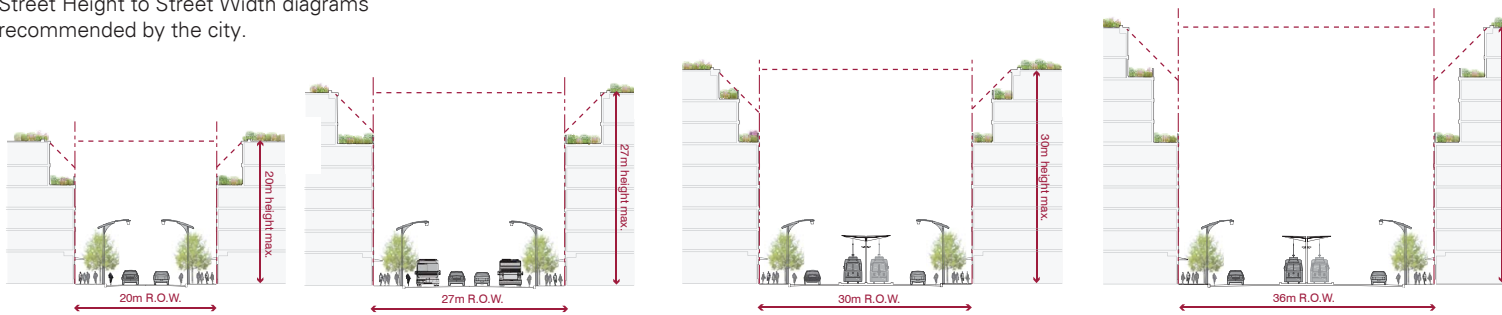 Street Height to Street Width diagrams
recommended by the city.
20m height max.
20m R.O.W.
27m height max.
27m R.O.W.
30m height max.
30m R.O.W.
36m R.O.W.